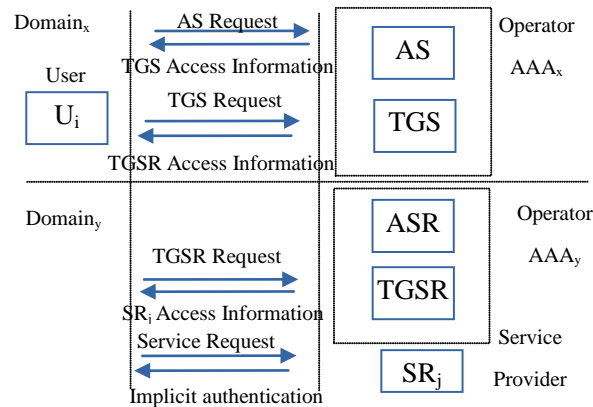 Domainx
AS Request
Operator
AS
TGS Access Information
AAAx
User
Ui
TGS Request
TGS
TGSR Access Information
Domainy
Operator
ASR
AAAy
TGSR Request
TGSR
SRi Access Information
Service Request
Service
SRj
Provider
Implicit authentication